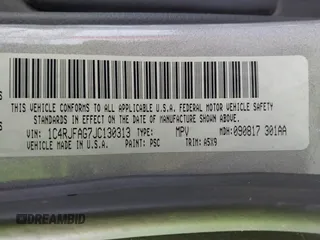 THIS VEHICLE CONFORMS TO ALL APPLICABLE U.S.A. FEDERAL MOTOR VEHICLE SAFETY
STANDARDS IN EFFECT ON THE DATE OF MANUFACTURE SHOWN ABOVE
VIN: 1C4RJFAG7JC130313 TYPE: MPV MDH: 090817 301AA
MADE IN U.S.A. PAINT: PSC TRIM: A5X9
DREAMBID